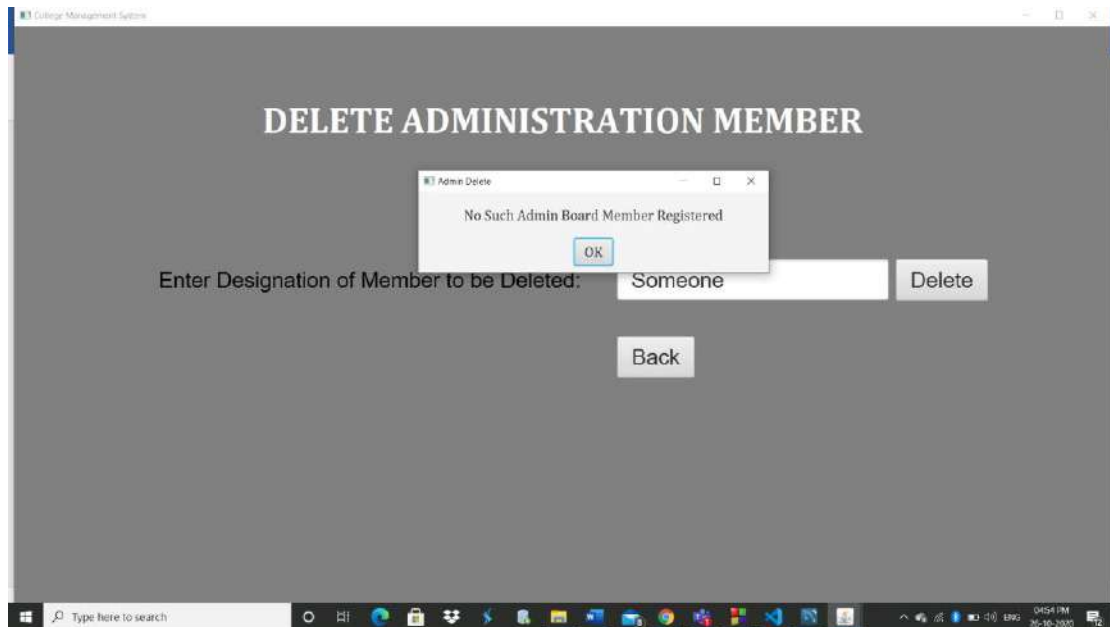 College Management System
DELETE ADMINISTRATION MEMBER
Admin Delete
No Such Admin Board Member Registered
OK
Enter Designation of Member to be Deleted:
Someone
Delete
Back
Type here to search
ENG
04:54 PM
26-10-2020